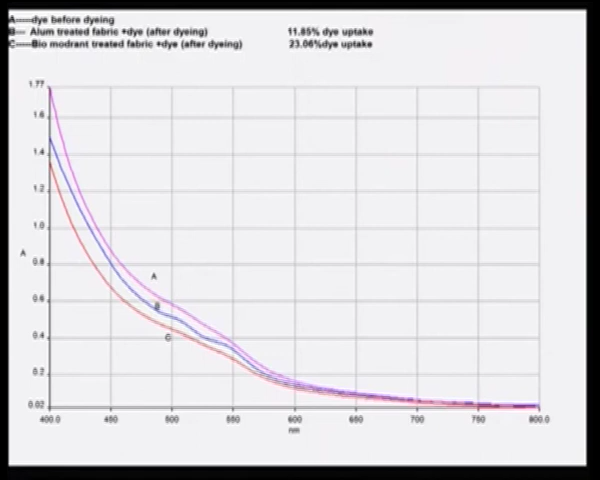 A-----dye before dyeing
B--- Alum treated fabric +dye (after dyeing) 11.85% dye uptake
C-----Bio modrant treated fabric +dye (after dyeing) 23.06%dye uptake
1.77
1.6
1.4
1.2
1.0
A 0.8
A
0.6
B
0.4
C
0.2
0.02
400.0 450 500 550 600 650 700 750 800.0
nm